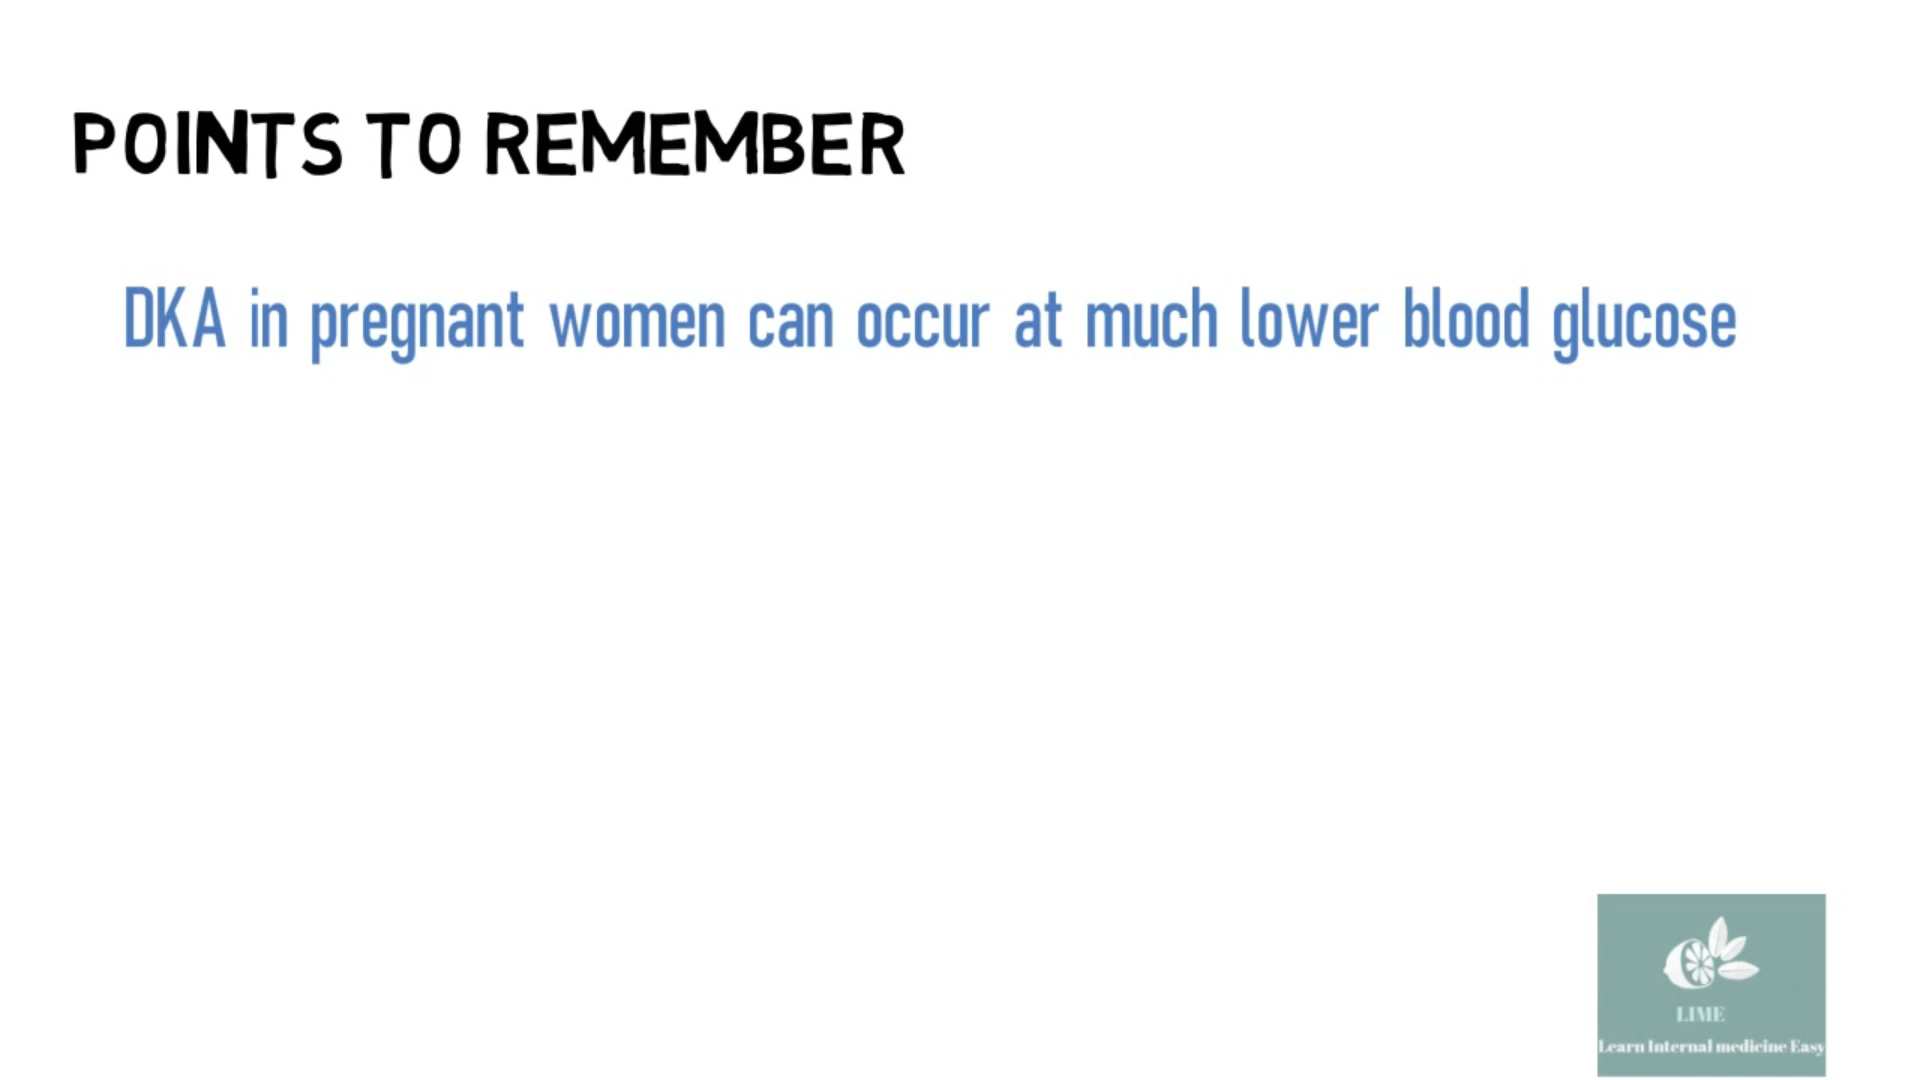 POINTS TO REMEMBER
DKA in pregnant women can occur at much lower blood glucose
LIME
Learn Internal medicine Easy